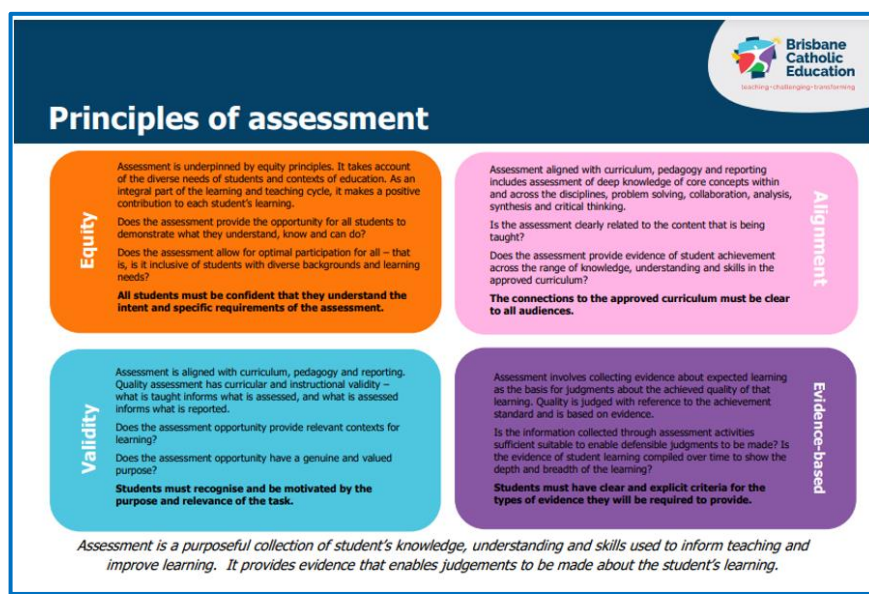 Brisbane
Catholic
Education
teaching•challenging•transforming
Principles of assessment
Equity
Assessment is underpinned by equity principles. It takes account
of the diverse needs of students and contexts of education. As an
integral part of the learning and teaching cycle, it makes a positive
contribution to each student's learning.
Does the assessment provide the opportunity for all students to
demonstrate what they understand, know and can do?
Does the assessment allow for optimal participation for all – that
is, is it inclusive of students with diverse backgrounds and learning
needs?
All students must be confident that they understand the
intent and specific requirements of the assessment.
Assessment aligned with curriculum, pedagogy and reporting
includes assessment of deep knowledge of core concepts within
and across the disciplines, problem solving, collaboration, analysis,
synthesis and critical thinking.
Is the assessment clearly related to the content that is being
taught?
Does the assessment provide evidence of student achievement
across the range of knowledge, understanding and skills in the
approved curriculum?
The connections to the approved curriculum must be clear
to all audiences.
Alignment
Validity
Assessment is aligned with curriculum, pedagogy and reporting.
Quality assessment has curricular and instructional validity –
what is taught informs what is assessed, and what is assessed
informs what is reported.
Does the assessment opportunity provide relevant contexts for
learning?
Does the assessment opportunity have a genuine and valued
purpose?
Students must recognise and be motivated by the
purpose and relevance of the task.
Assessment involves collecting evidence about expected learning
as the basis for judgments about the achieved quality of that
learning. Quality is judged with reference to the achievement
standard and is based on evidence.
Is the information collected through assessment activities
sufficient suitable to enable defensible judgments to be made? Is
the evidence of student learning compiled over time to show the
depth and breadth of the learning?
Students must have clear and explicit criteria for the
types of evidence they will be required to provide.
Evidence-based
Assessment is a purposeful collection of student's knowledge, understanding and skills used to inform teaching and
improve learning. It provides evidence that enables judgements to be made about the student's learning.